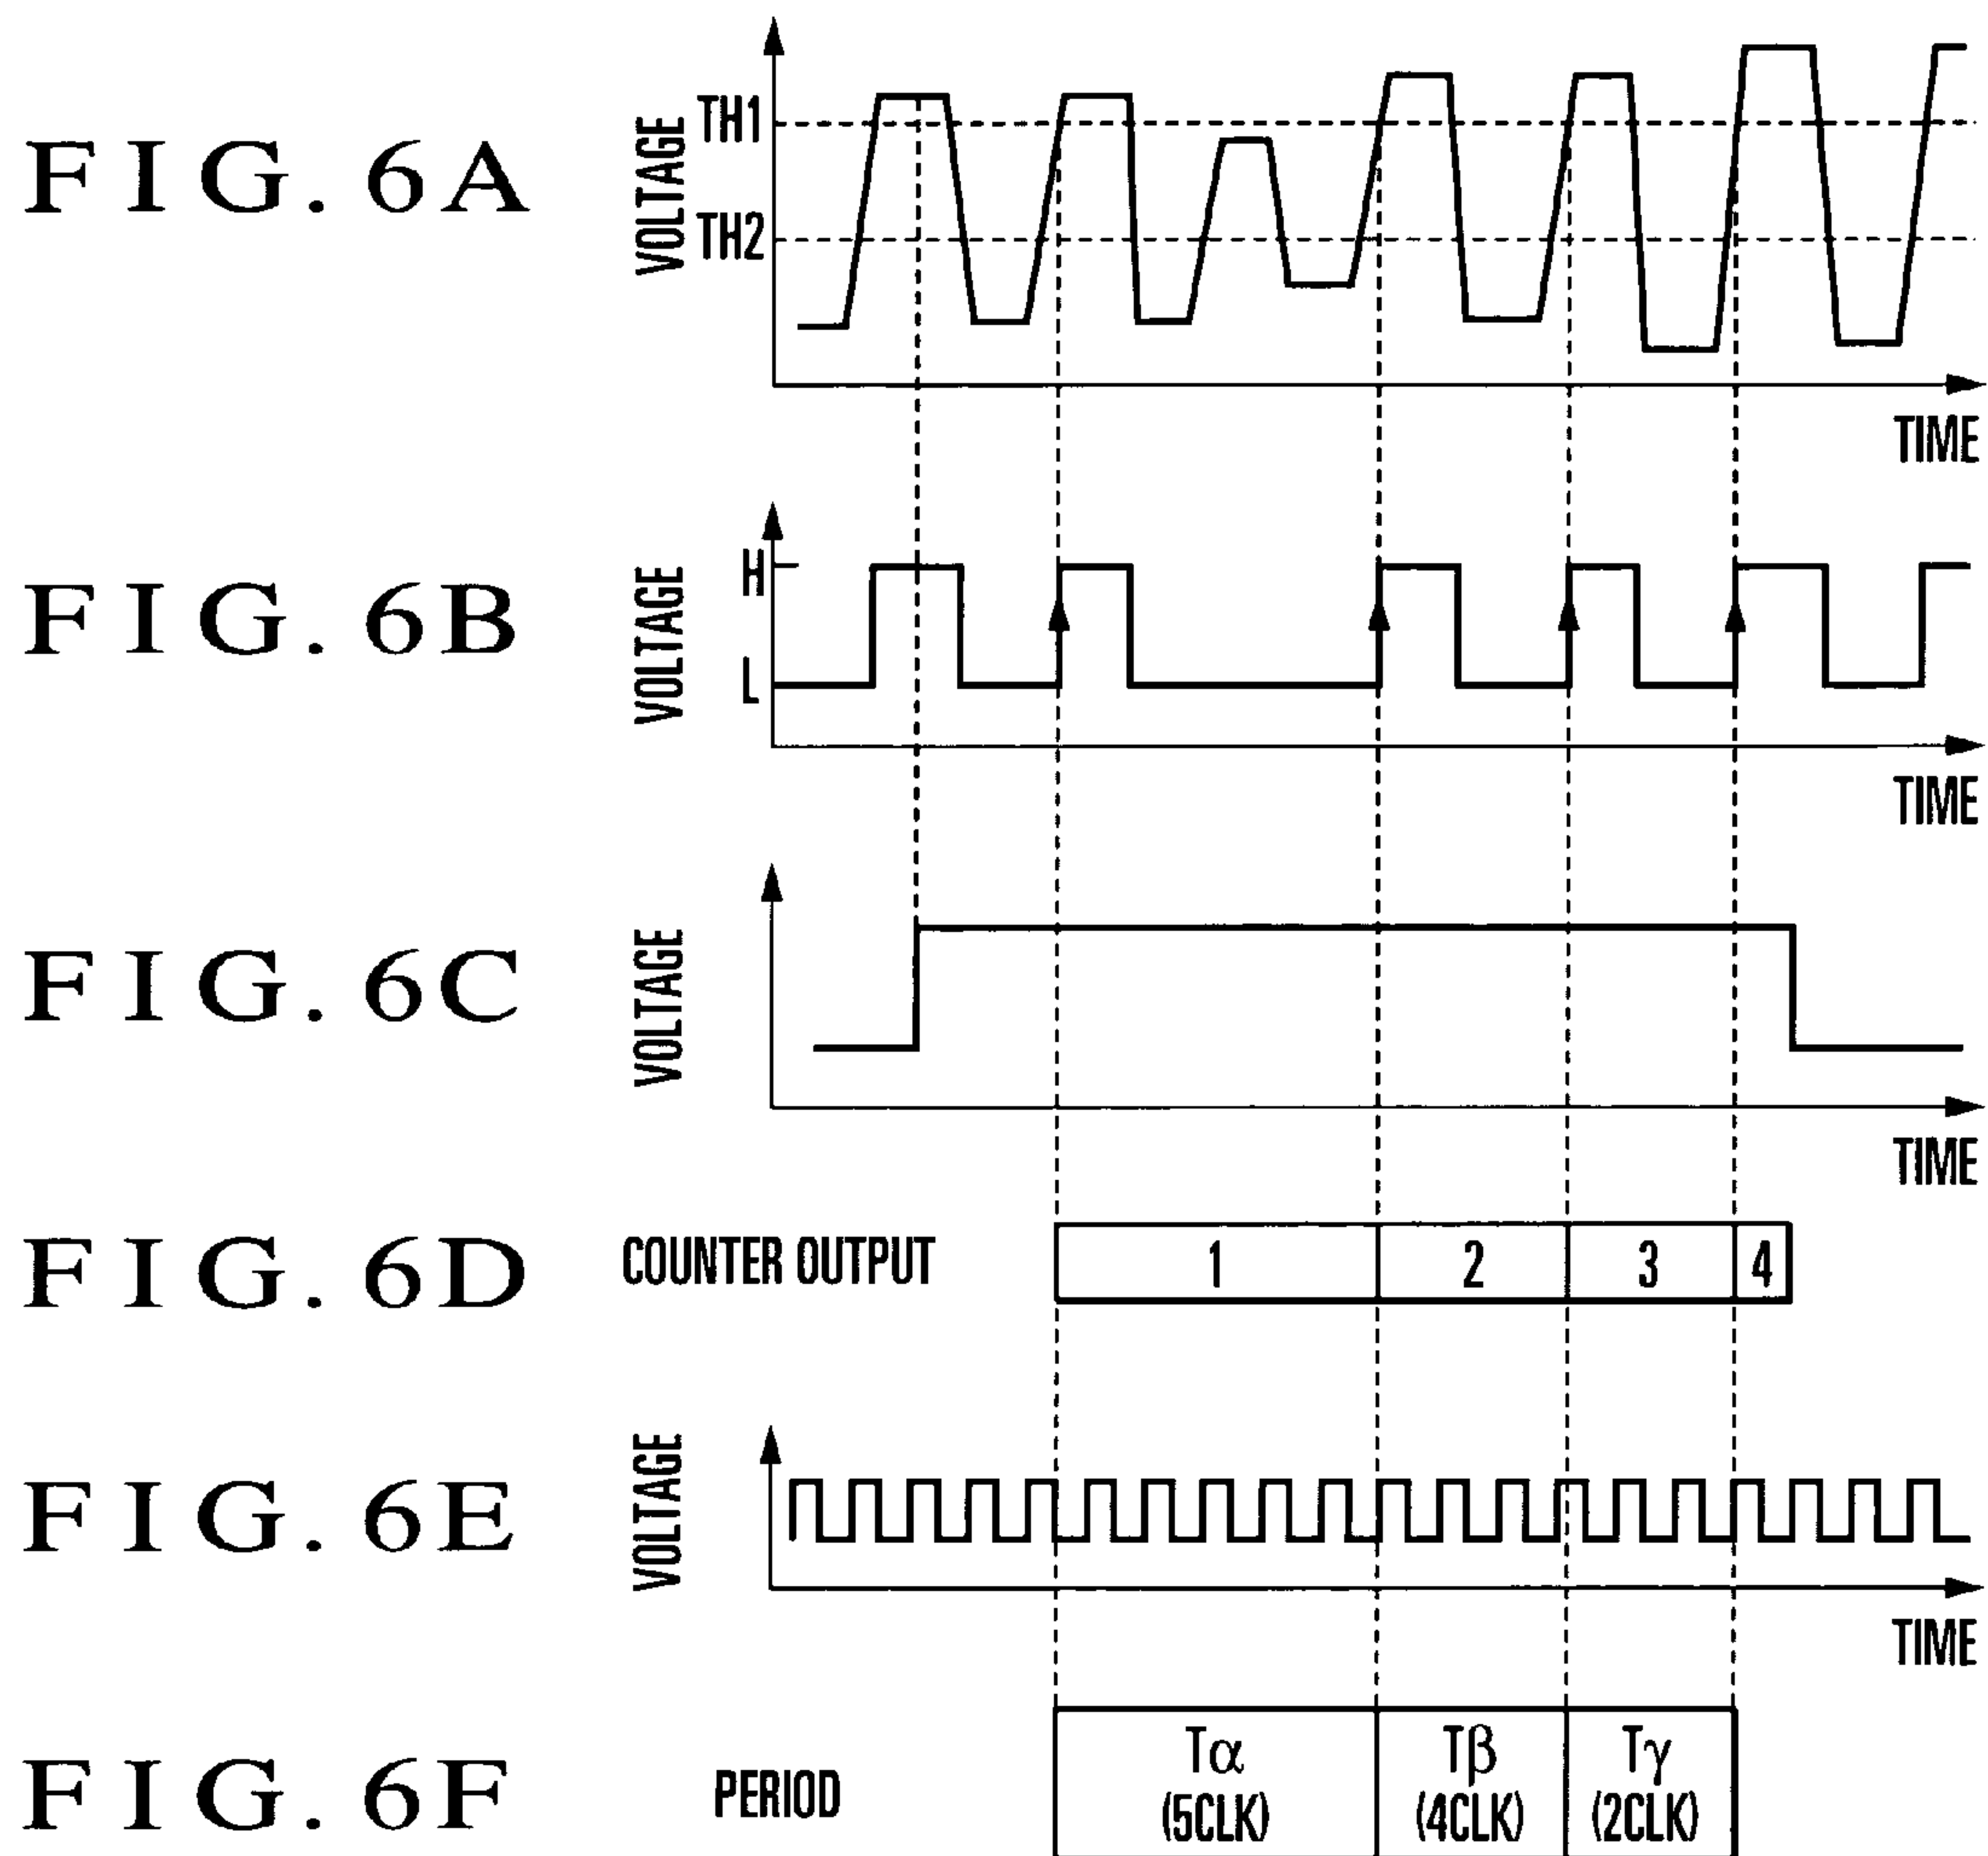 FIG. 6A
VOLTAGE
TH1
TH2
TIME
FIG. 6B
VOLTAGE
H
L
TIME
FIG. 6C
VOLTAGE
TIME
FIG. 6D
COUNTER OUTPUT
1
2
3
4
FIG. 6E
VOLTAGE
TIME
FIG. 6F
PERIOD
Tα
(5CLK)
Tβ
(4CLK)
Tγ
(2CLK)